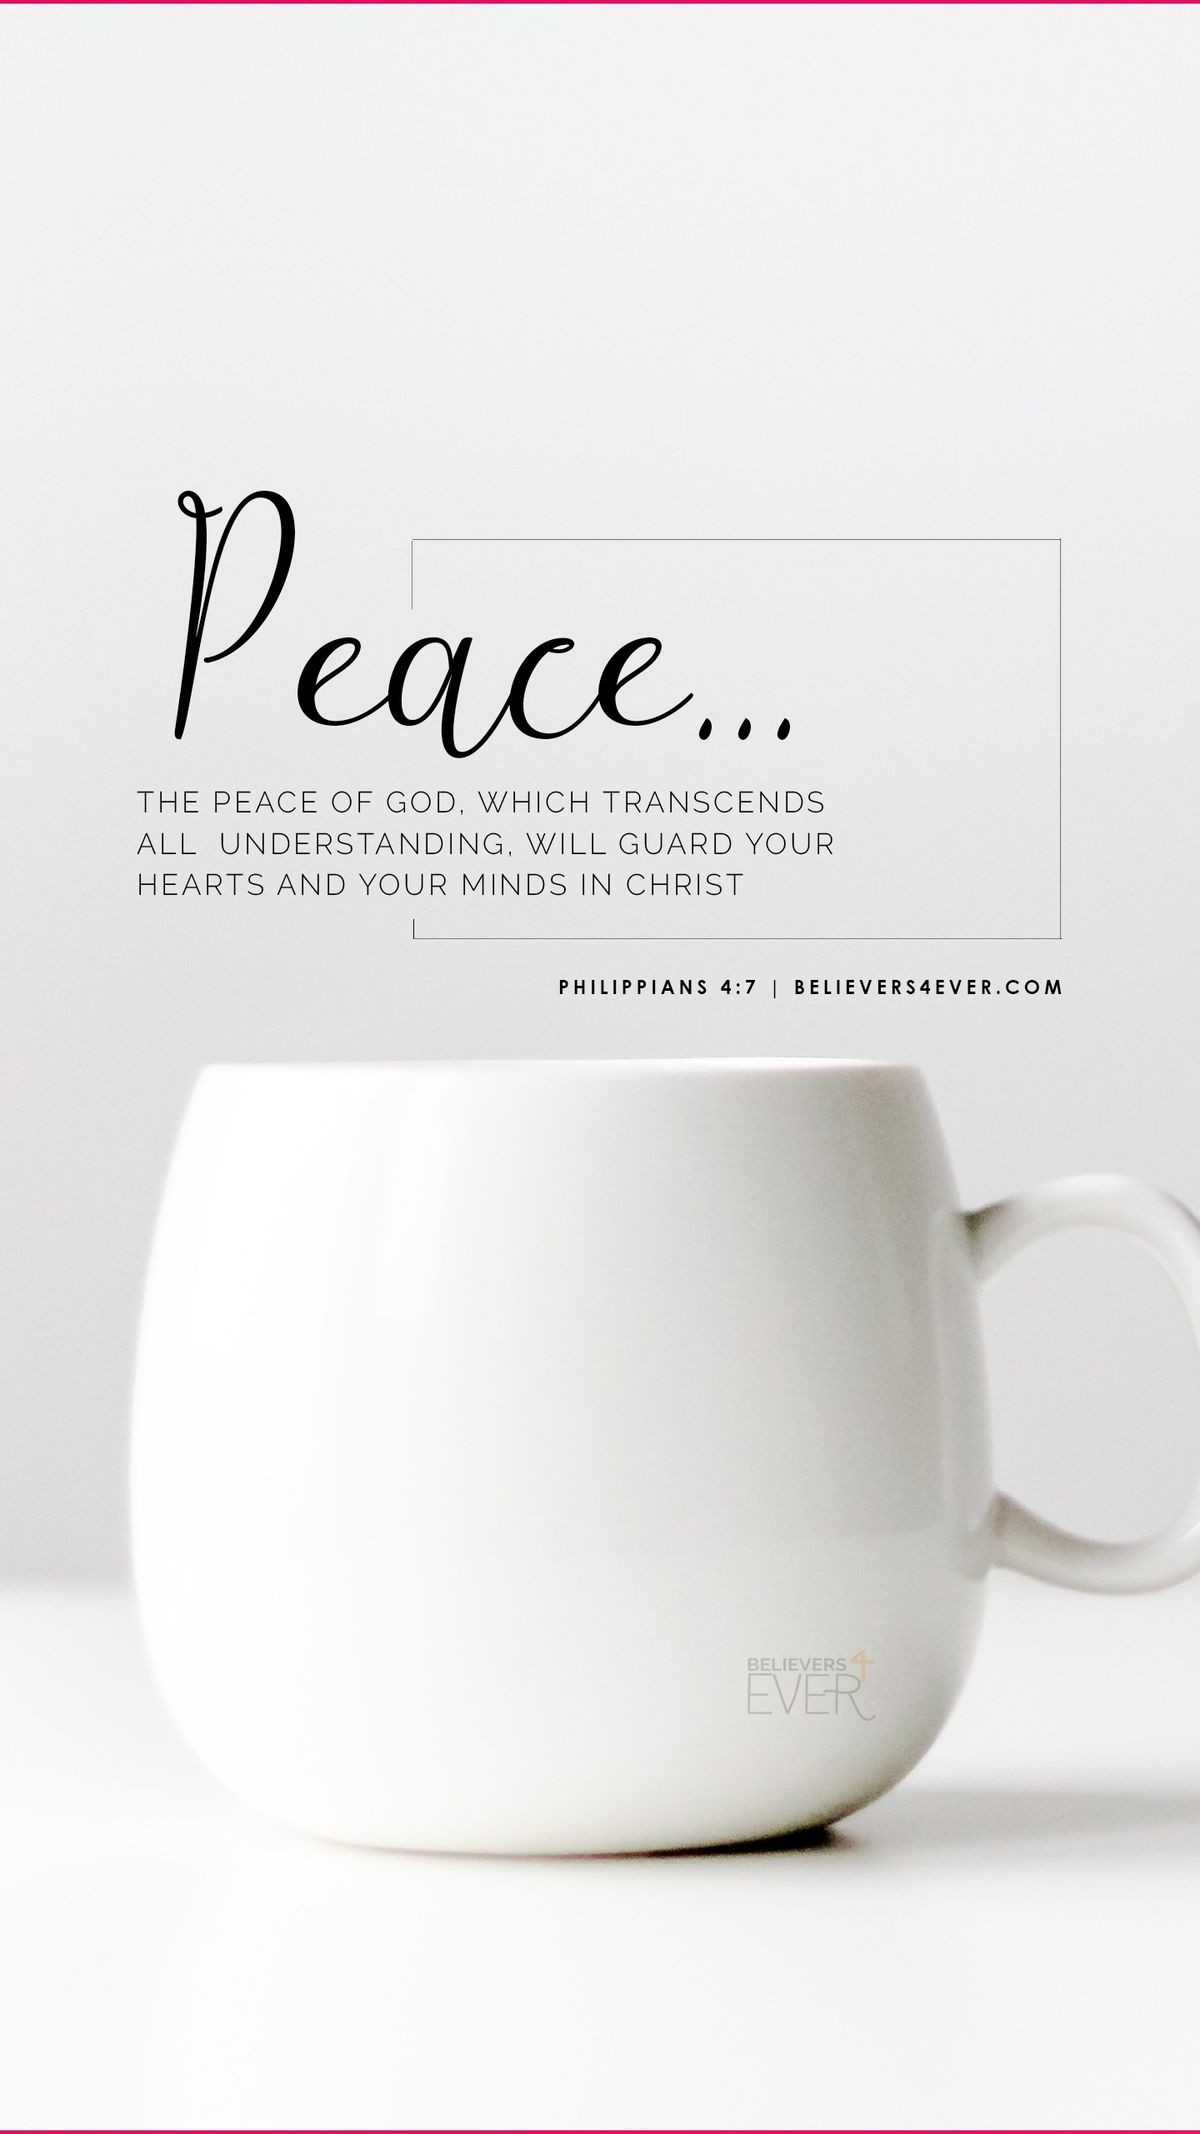 Peace...
THE PEACE OF GOD, WHICH TRANSCENDS
ALL  UNDERSTANDING, WILL GUARD YOUR
HEARTS AND YOUR MINDS IN CHRIST
PHILIPPIANS 4:7 | BELIEVERS4EVER.COM
BELIEVERS4
EVER